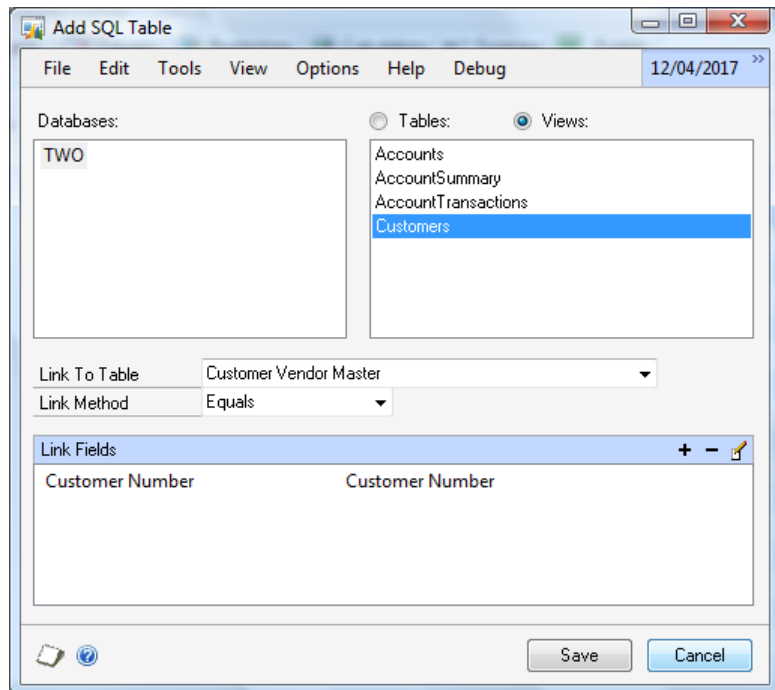 Add SQL Table
File Edit Tools View Options Help Debug 12/04/2017 »
Databases: Tables: Views:
TWO
Accounts
AccountSummary
AccountTransactions
Customers
Link To Table Customer Vendor Master
Link Method Equals
Link Fields
Customer Number Customer Number
Save Cancel